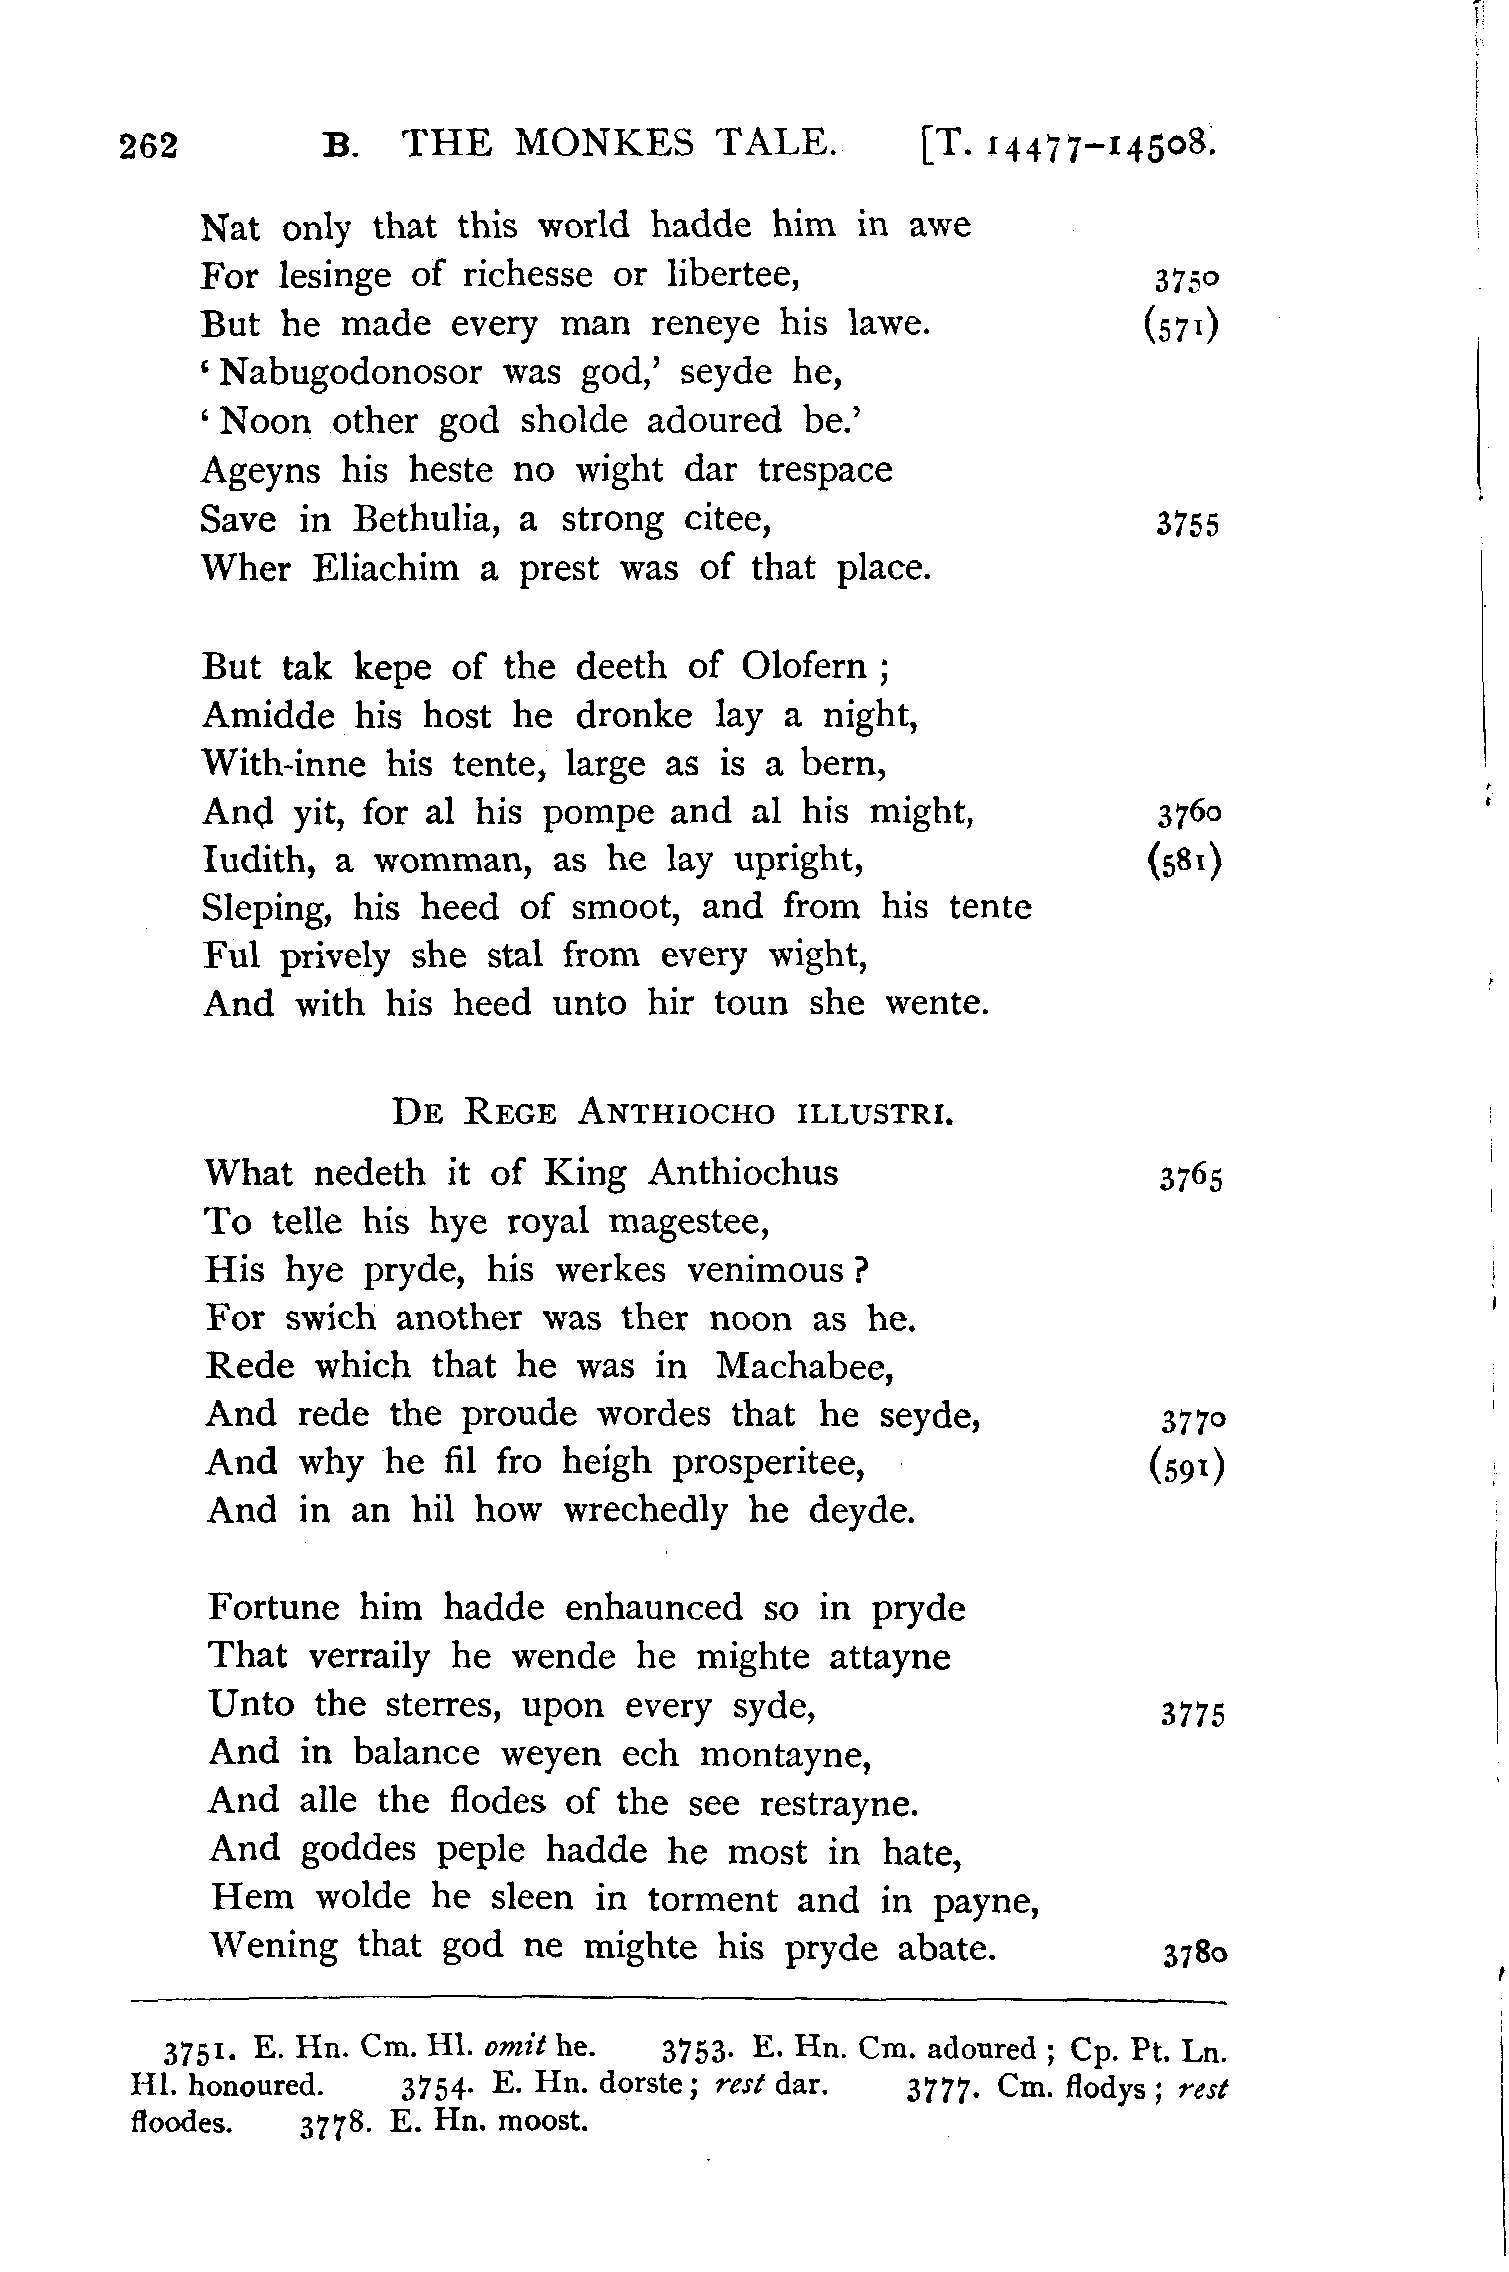 262 B. THE MONKES TALE. [T. 14477–14508.
Nat only that this world hadde him in awe
For lesinge of richesse or libertee, 3750
But he made every man reneye his lawe. (571)
‘Nabugodonosor was god,’ seyde he,
‘Noon other god sholde adoured be.’
Ageyns his heste no wight dar trespace
Save in Bethulia, a strong citee, 3755
Wher Eliachim a prest was of that place.
But tak kepe of the deeth of Olofern ;
Amidde his host he dronke lay a night,
With-inne his tente, large as is a bern,
And yit, for al his pompe and al his might, 3760
Iudith, a womman, as he lay upright, (581)
Sleping, his heed of smoot, and from his tente
Ful prively she stal from every wight,
And with his heed unto hir toun she wente.
DE REGE ANTHIOCHO ILLUSTRI.
What nedeth it of King Anthiochus 3765
To telle his hye royal magestee,
His hye pryde, his werkes venimous ?
For swich another was ther noon as he.
Rede which that he was in Machabee,
And rede the proude wordes that he seyde, 3770
And why he fil fro heigh prosperitee, (591)
And in an hil how wrechedly he deyde.
Fortune him hadde enhaunced so in pryde
That verraily he wende he mighte attayne
Unto the sterres, upon every syde, 3775
And in balance weyen ech montayne,
And alle the flodes of the see restrayne.
And goddes peple hadde he most in hate,
Hem wolde he sleen in torment and in payne,
Wening that god ne mighte his pryde abate. 3780
3751. E. Hn. Cm. Hl. omit he. 3753. E. Hn. Cm. adoured ; Cp. Pt. Ln.
Hl. honoured. 3754. E. Hn. dorste ; rest dar. 3777. Cm. flodys ; rest
floodes. 3778. E. Hn. moost.